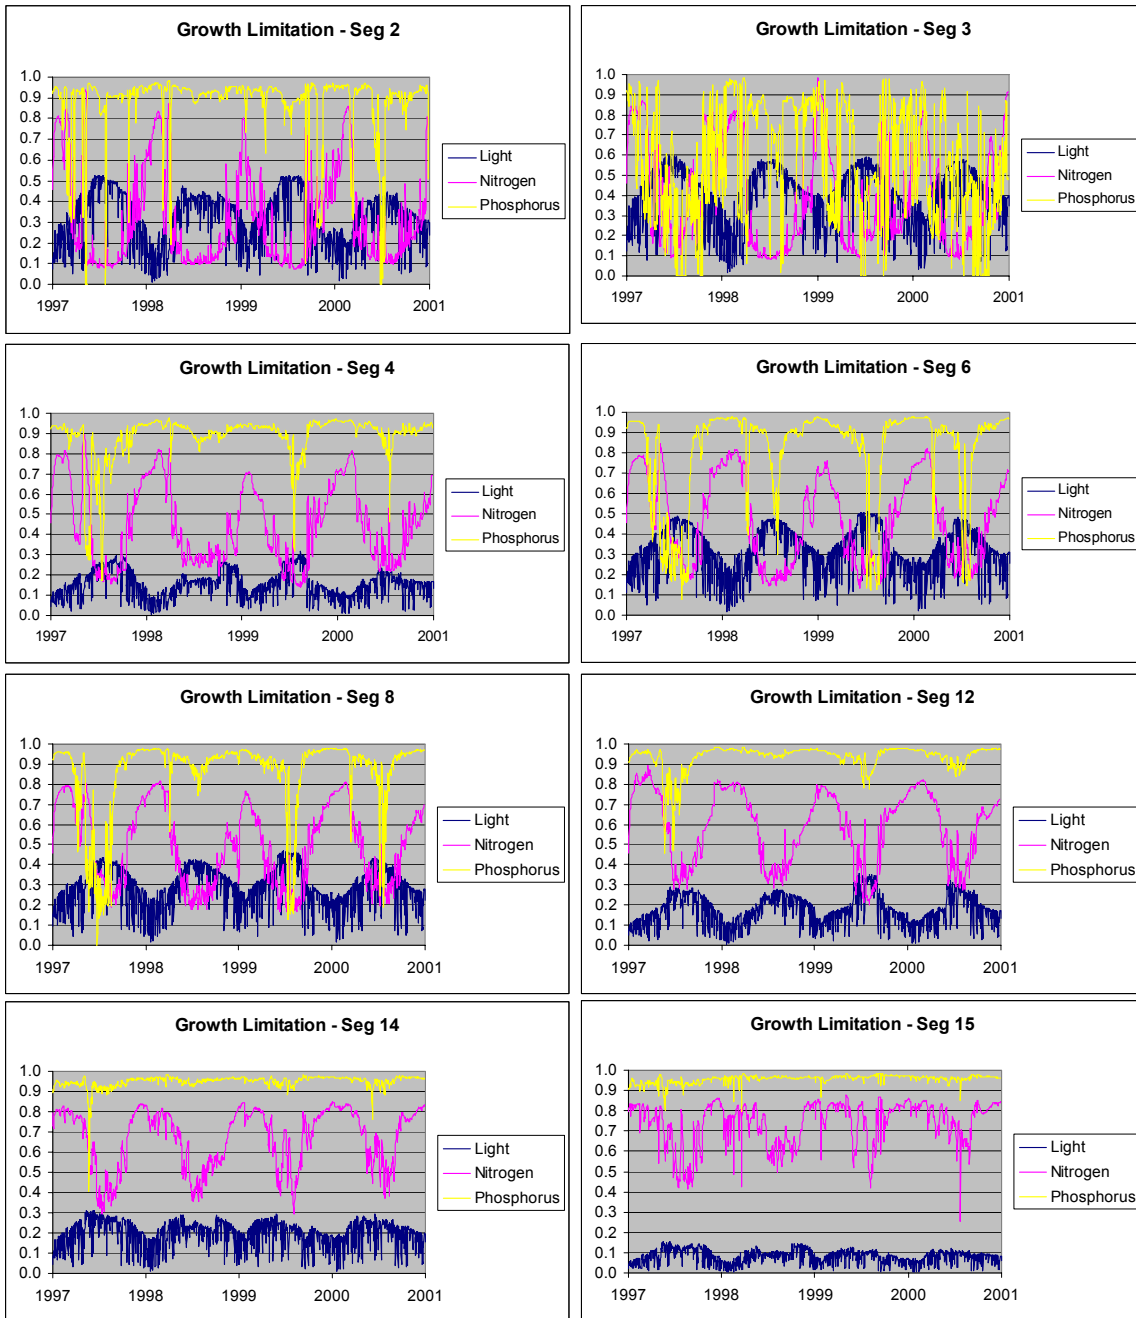 Growth Limitation - Seg 2
1.0
0.9
0.8
0.7
0.6
0.5
0.4
0.3
0.2
0.1
0.0
1997 1998 1999 2000 2001
Light
Nitrogen
Phosphorus
Growth Limitation - Seg 3
1.0
0.9
0.8
0.7
0.6
0.5
0.4
0.3
0.2
0.1
0.0
1997 1998 1999 2000 2001
Light
Nitrogen
Phosphorus
Growth Limitation - Seg 4
1.0
0.9
0.8
0.7
0.6
0.5
0.4
0.3
0.2
0.1
0.0
1997 1998 1999 2000 2001
Light
Nitrogen
Phosphorus
Growth Limitation - Seg 6
1.0
0.9
0.8
0.7
0.6
0.5
0.4
0.3
0.2
0.1
0.0
1997 1998 1999 2000 2001
Light
Nitrogen
Phosphorus
Growth Limitation - Seg 8
1.0
0.9
0.8
0.7
0.6
0.5
0.4
0.3
0.2
0.1
0.0
1997 1998 1999 2000 2001
Light
Nitrogen
Phosphorus
Growth Limitation - Seg 12
1.0
0.9
0.8
0.7
0.6
0.5
0.4
0.3
0.2
0.1
0.0
1997 1998 1999 2000 2001
Light
Nitrogen
Phosphorus
Growth Limitation - Seg 14
1.0
0.9
0.8
0.7
0.6
0.5
0.4
0.3
0.2
0.1
0.0
1997 1998 1999 2000 2001
Light
Nitrogen
Phosphorus
Growth Limitation - Seg 15
1.0
0.9
0.8
0.7
0.6
0.5
0.4
0.3
0.2
0.1
0.0
1997 1998 1999 2000 2001
Light
Nitrogen
Phosphorus